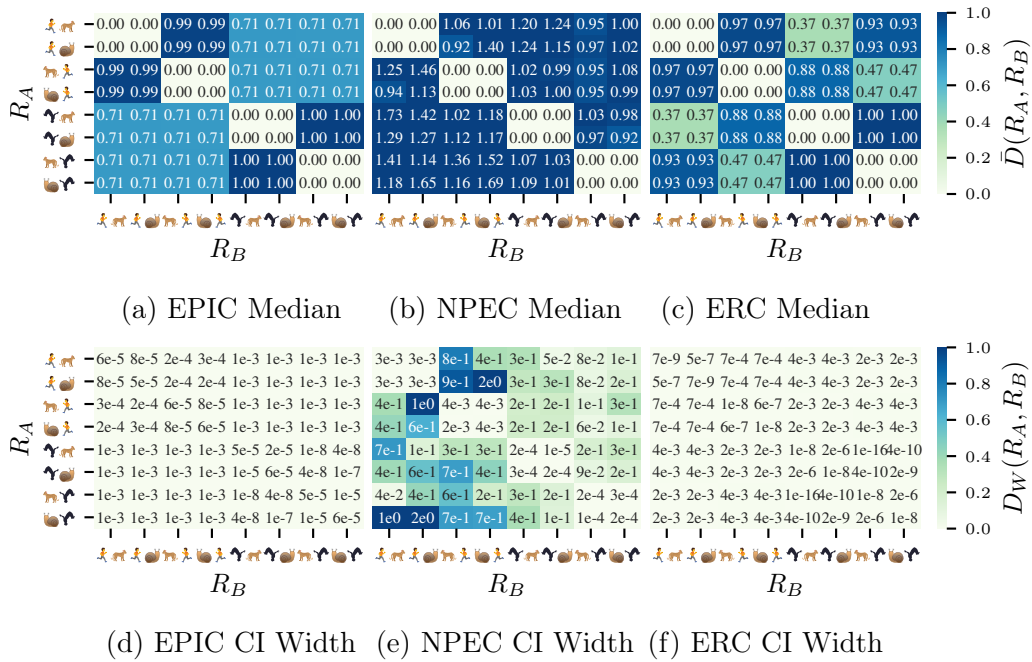 0.00 0.00 0.99 0.99 0.71 0.71 0.71 0.71
0.00 0.00 0.99 0.99 0.71 0.71 0.71 0.71
0.99 0.99 0.00 0.00 0.71 0.71 0.71 0.71
0.99 0.99 0.00 0.00 0.71 0.71 0.71 0.71
0.71 0.71 0.71 0.71 0.00 0.00 1.00 1.00
0.71 0.71 0.71 0.71 0.00 0.00 1.00 1.00
0.71 0.71 0.71 0.71 1.00 1.00 0.00 0.00
0.71 0.71 0.71 0.71 1.00 1.00 0.00 0.00
R_A
R_B
(a) EPIC Median
0.00 0.00 1.06 1.01 1.20 1.24 0.95 1.00
0.00 0.00 0.92 1.40 1.24 1.15 0.97 1.02
1.25 1.46 0.00 0.00 1.02 0.99 0.95 1.08
0.94 1.13 0.00 0.00 1.03 1.00 0.95 0.99
1.73 1.42 1.02 1.18 0.00 0.00 1.03 0.98
1.29 1.27 1.12 1.17 0.00 0.00 0.97 0.92
1.41 1.14 1.36 1.52 1.07 1.03 0.00 0.00
1.18 1.65 1.16 1.69 1.09 1.01 0.00 0.00
R_B
(b) NPEC Median
0.00 0.00 0.97 0.97 0.37 0.37 0.93 0.93
0.00 0.00 0.97 0.97 0.37 0.37 0.93 0.93
0.97 0.97 0.00 0.00 0.88 0.88 0.47 0.47
0.97 0.97 0.00 0.00 0.88 0.88 0.47 0.47
0.37 0.37 0.88 0.88 0.00 0.00 1.00 1.00
0.37 0.37 0.88 0.88 0.00 0.00 1.00 1.00
0.93 0.93 0.47 0.47 1.00 1.00 0.00 0.00
0.93 0.93 0.47 0.47 1.00 1.00 0.00 0.00
R_B
(c) ERC Median
1.0
0.8
0.6
0.4
0.2
0.0
D̄(R_A, R_B)
6e-5 8e-5 2e-4 3e-4 1e-3 1e-3 1e-3 1e-3
8e-5 5e-5 2e-4 2e-4 1e-3 1e-3 1e-3 1e-3
3e-4 2e-4 6e-5 8e-5 1e-3 1e-3 1e-3 1e-3
2e-4 3e-4 8e-5 6e-5 1e-3 1e-3 1e-3 1e-3
1e-3 1e-3 1e-3 1e-3 5e-5 2e-5 1e-8 4e-8
1e-3 1e-3 1e-3 1e-3 1e-5 6e-5 4e-8 1e-7
1e-3 1e-3 1e-3 1e-3 1e-8 4e-8 5e-5 1e-5
1e-3 1e-3 1e-3 1e-3 4e-8 1e-7 1e-5 6e-5
R_A
R_B
(d) EPIC CI Width
3e-3 3e-3 8e-1 4e-1 3e-1 5e-2 8e-2 1e-1
3e-3 3e-3 9e-1 2e0 3e-1 3e-1 8e-2 2e-1
4e-1 1e0 4e-3 4e-3 2e-1 2e-1 1e-1 3e-1
4e-1 6e-1 2e-3 4e-3 2e-1 2e-1 6e-2 1e-1
7e-1 1e-1 3e-1 3e-1 3e-4 1e-4 2e-1 3e-1
4e-1 6e-1 7e-1 4e-1 2e-4 2e-4 9e-2 2e-1
4e-2 4e-1 6e-1 2e-1 3e-1 2e-1 2e-4 3e-4
1e0 2e0 7e-1 7e-1 4e-1 1e-1 1e-4 2e-4
R_B
(e) NPEC CI Width
7e-9 5e-7 7e-4 7e-4 4e-3 4e-3 2e-3 2e-3
5e-7 7e-9 7e-4 7e-4 4e-3 4e-3 2e-3 2e-3
7e-4 7e-4 1e-8 6e-7 2e-3 2e-3 4e-3 4e-3
7e-4 7e-4 6e-7 1e-8 2e-3 2e-3 4e-3 4e-3
4e-3 4e-3 2e-3 2e-3 1e-8 2e-6 1e-16 4e-10
4e-3 4e-3 2e-3 2e-3 2e-6 1e-8 4e-10 2e-9
2e-3 2e-3 4e-3 4e-3 1e-16 4e-10 1e-8 2e-6
2e-3 2e-3 4e-3 4e-3 4e-10 2e-9 2e-6 1e-8
R_B
(f) ERC CI Width
1.0
0.8
0.6
0.4
0.2
0.0
D_W(R_A, R_B)